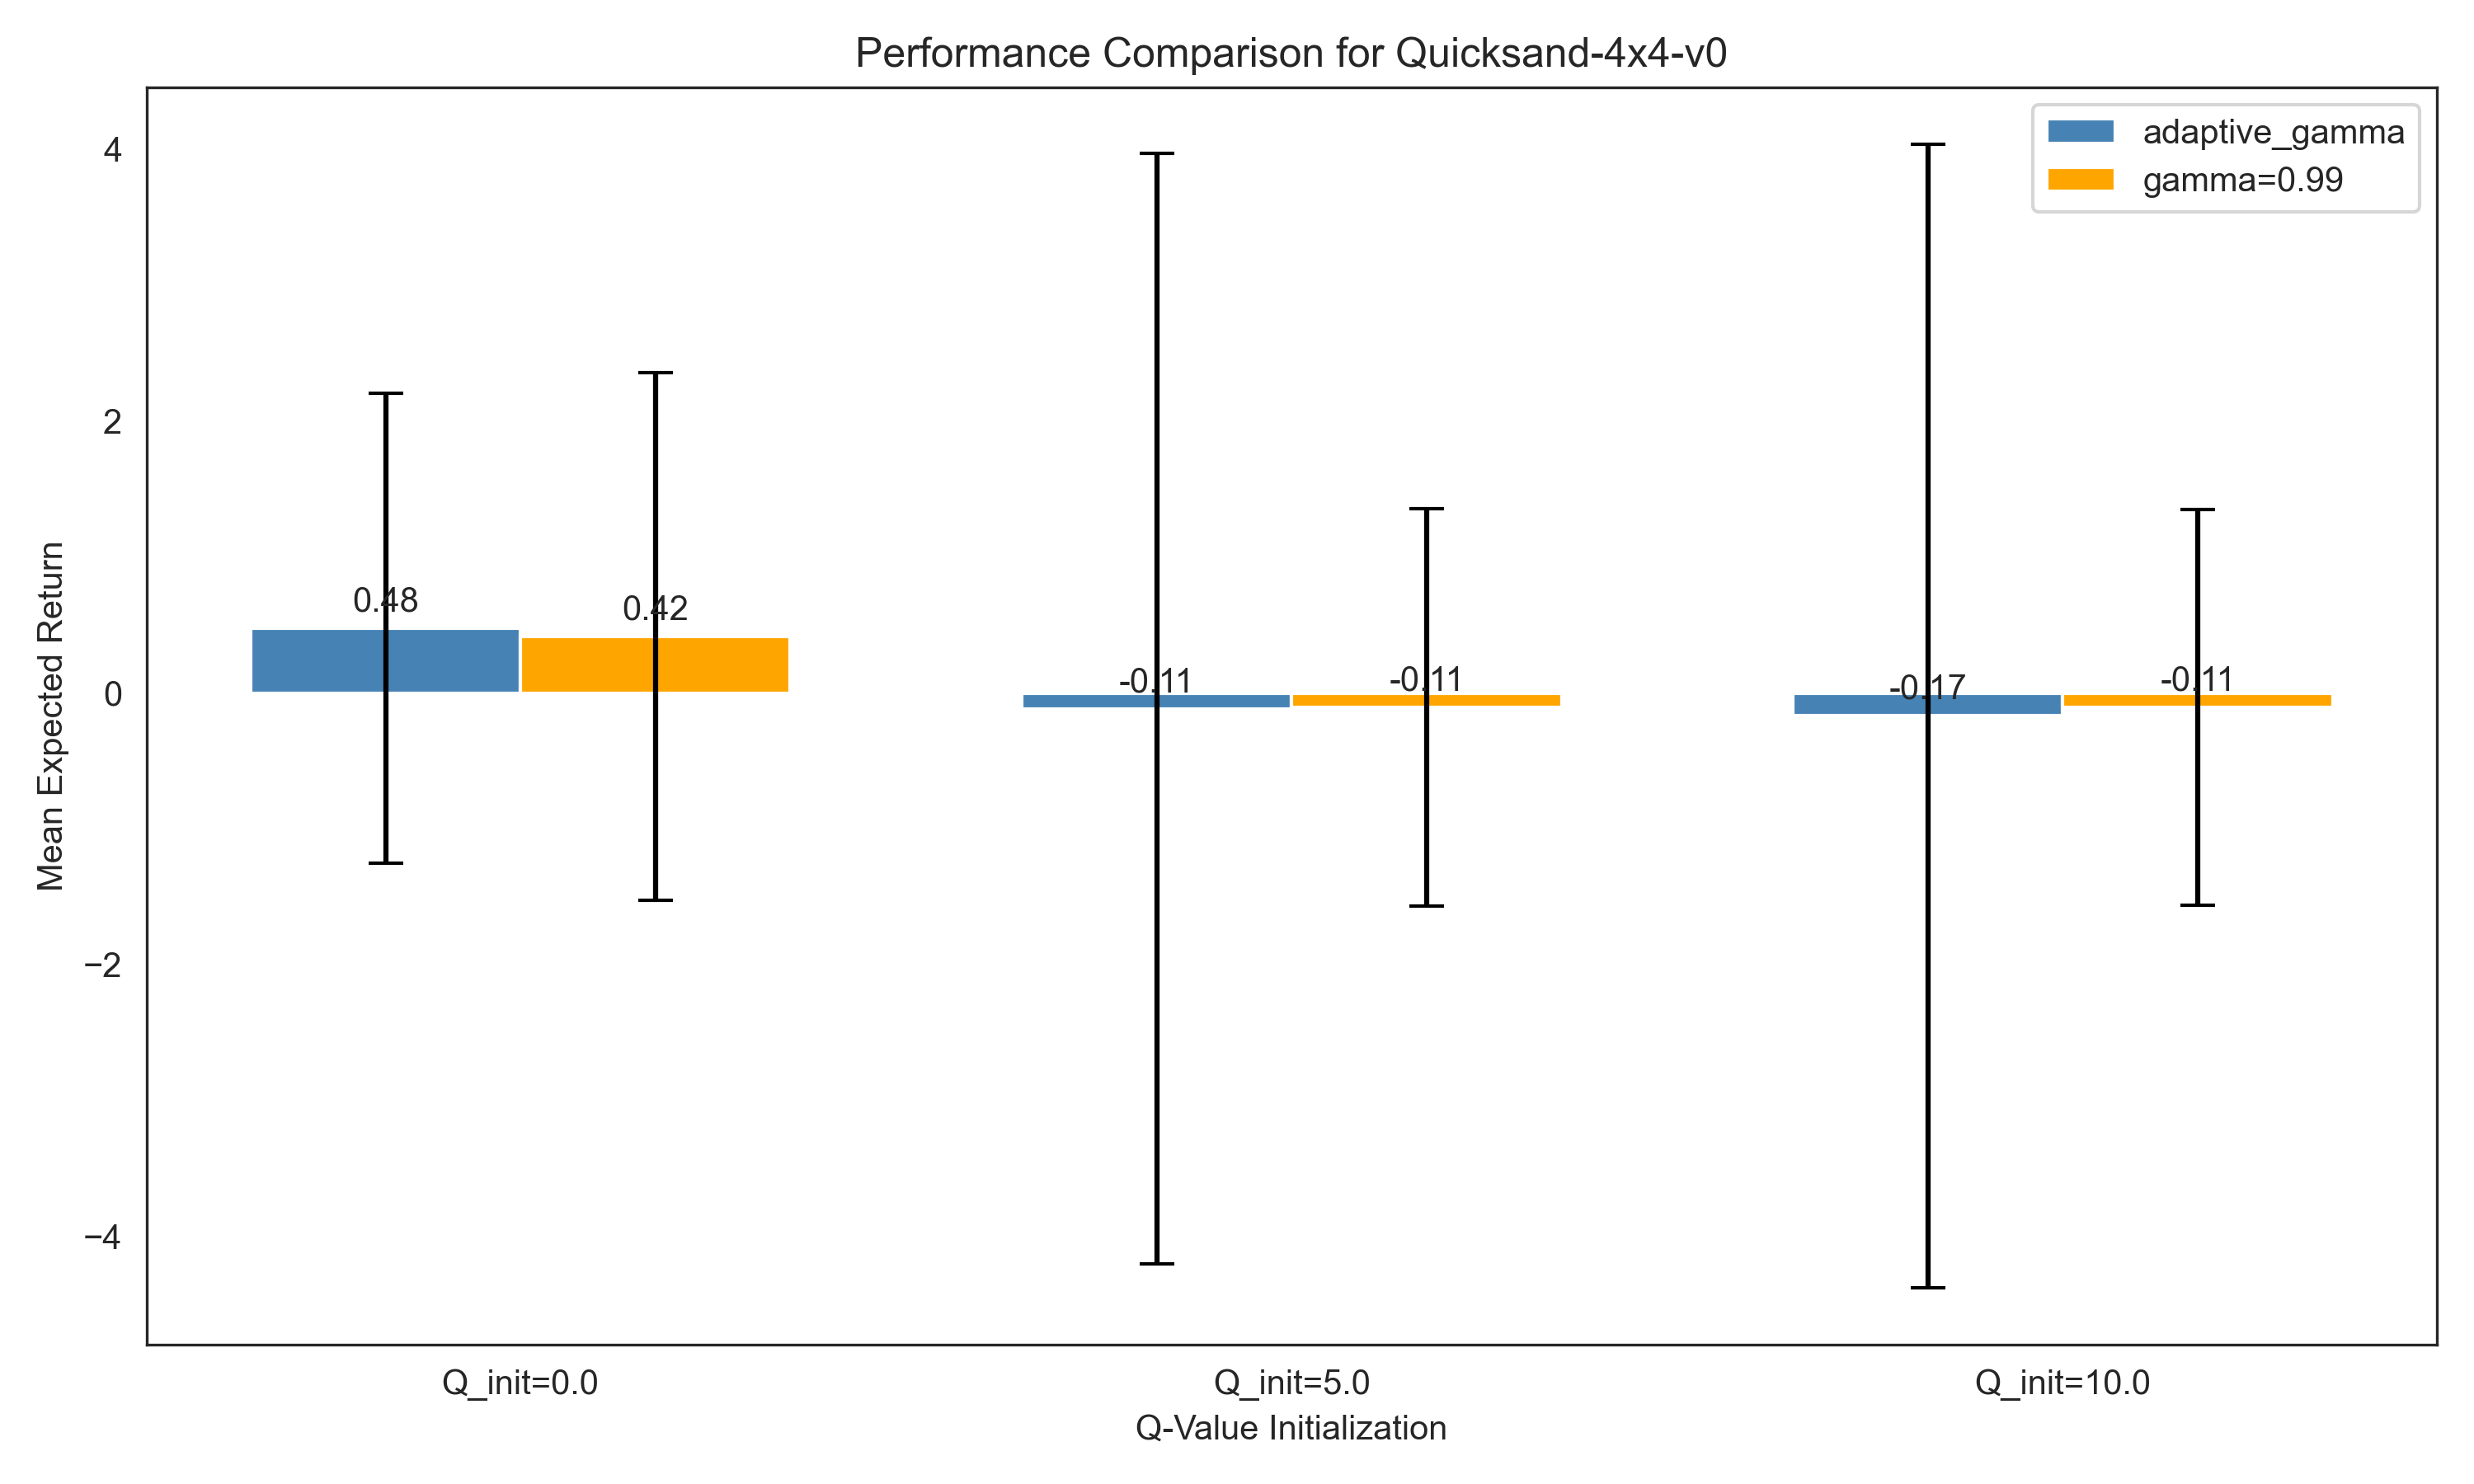 Performance Comparison for Quicksand-4x4-v0
adaptive_gamma
gamma=0.99
Mean Expected Return
4
2
0
−2
−4
0.48
0.42
-0.11
-0.11
-0.17
-0.11
Q_init=0.0
Q_init=5.0
Q_init=10.0
Q-Value Initialization